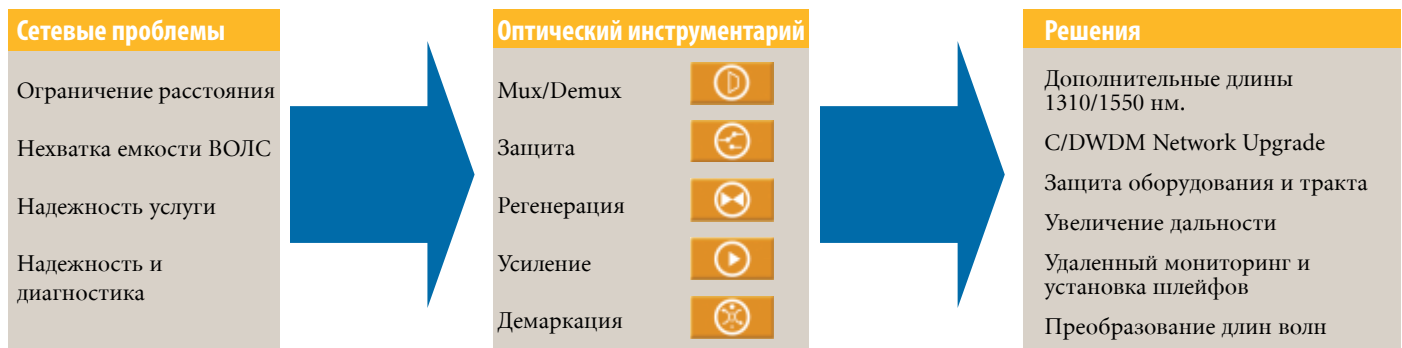 Сетевые проблемы
Ограничение расстояния
Нехватка емкости ВОЛС
Надежность услуги
Надежность и
диагностика
Оптический инструментарий
Mux/Demux
Защита
Регенерация
Усиление
Демаркация
Решения
Дополнительные длины
1310/1550 нм.
C/DWDM Network Upgrade
Защита оборудования и тракта
Увеличение дальности
Удаленный мониторинг и
установка шлейфов
Преобразование длин волн